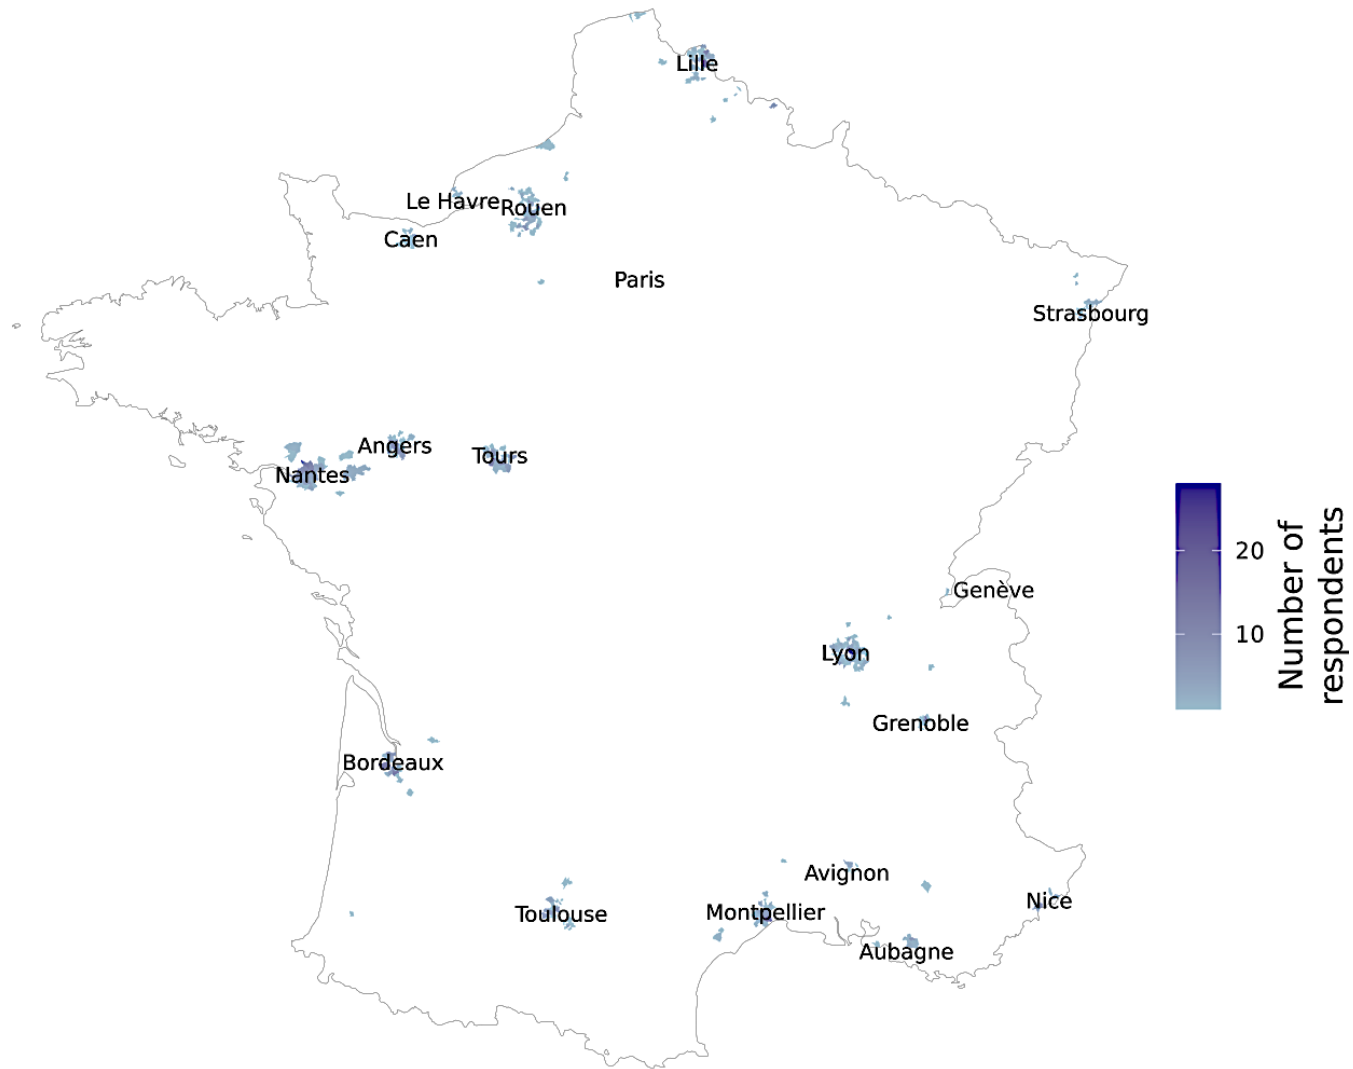 Lille
Le Havre
Rouen
Caen
Paris
Strasbourg
Angers
Tours
Nantes
Genève
Lyon
Grenoble
Bordeaux
Avignon
Nice
Toulouse
Montpellier
Aubagne
20
10
Number of
respondents